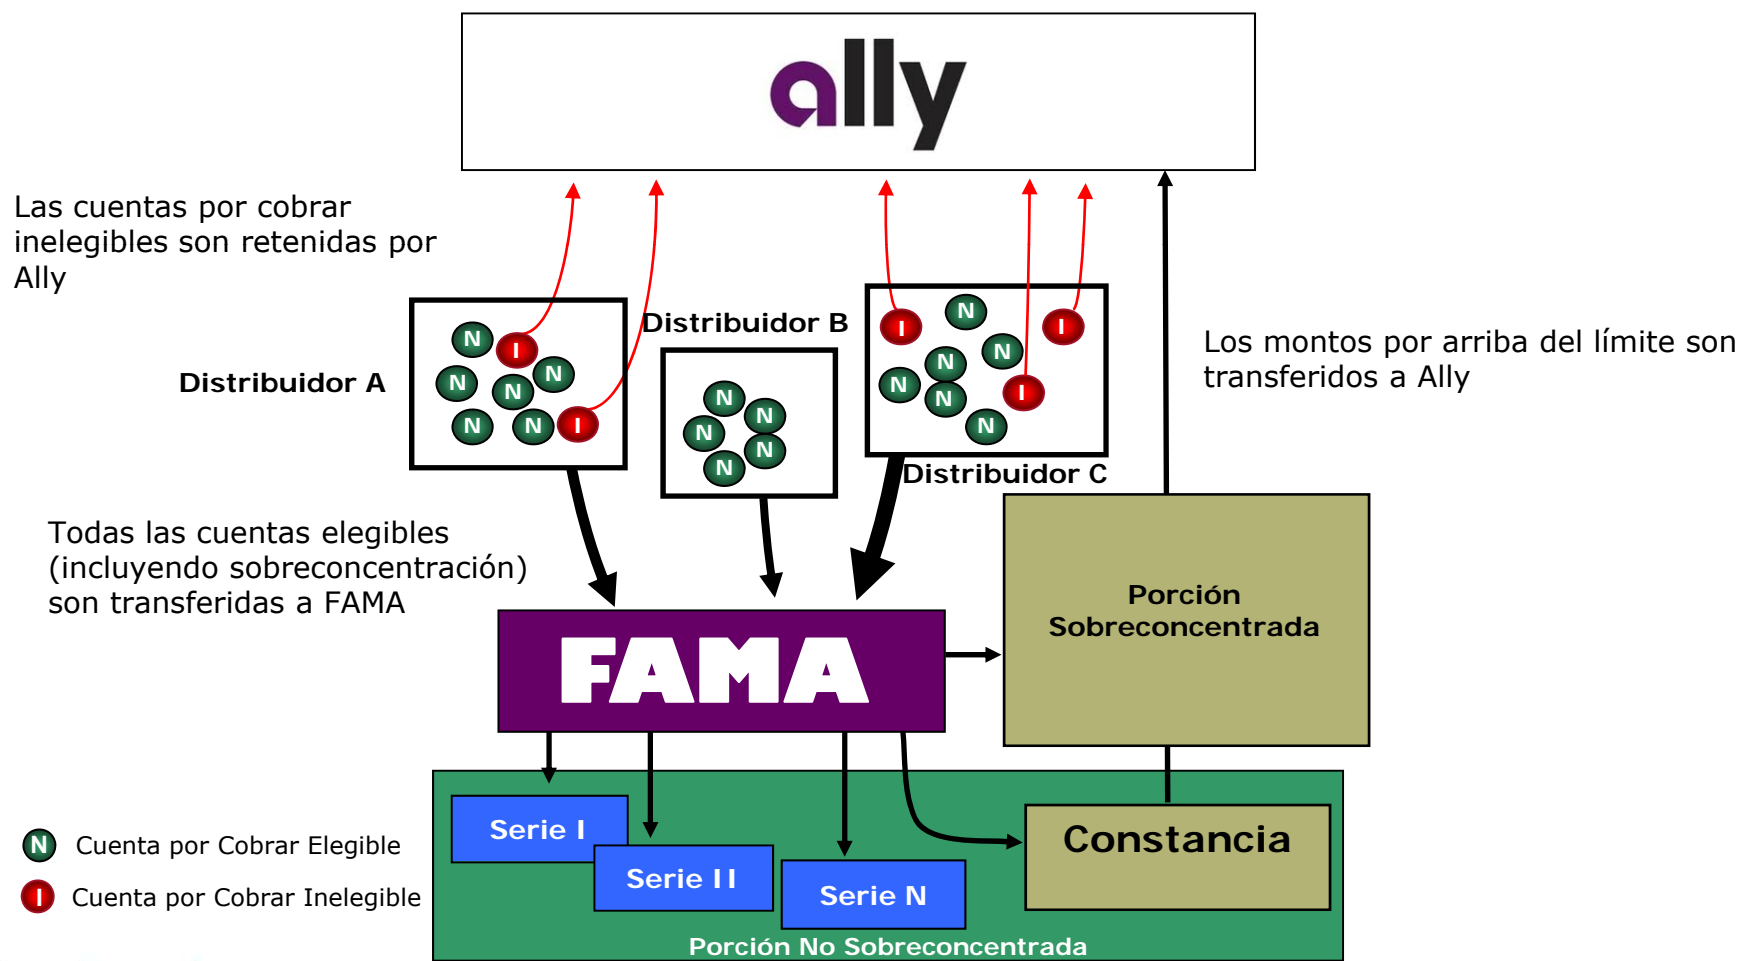 ally
Las cuentas por cobrar
inelegibles son retenidas por
Ally
Distribuidor A
N
I
N
N
N
N
N
I
Distribuidor B
N
N
N
N
N
I
N
I
N
N
N
N
I
N
Distribuidor C
Los montos por arriba del límite son
transferidos a Ally
Todas las cuentas elegibles
(incluyendo sobreconcentración)
son transferidas a FAMA
FAMA
Porción
Sobreconcentrada
Serie I
Serie II
Serie N
Constancia
Porción No Sobreconcentrada
N Cuenta por Cobrar Elegible
I Cuenta por Cobrar Inelegible